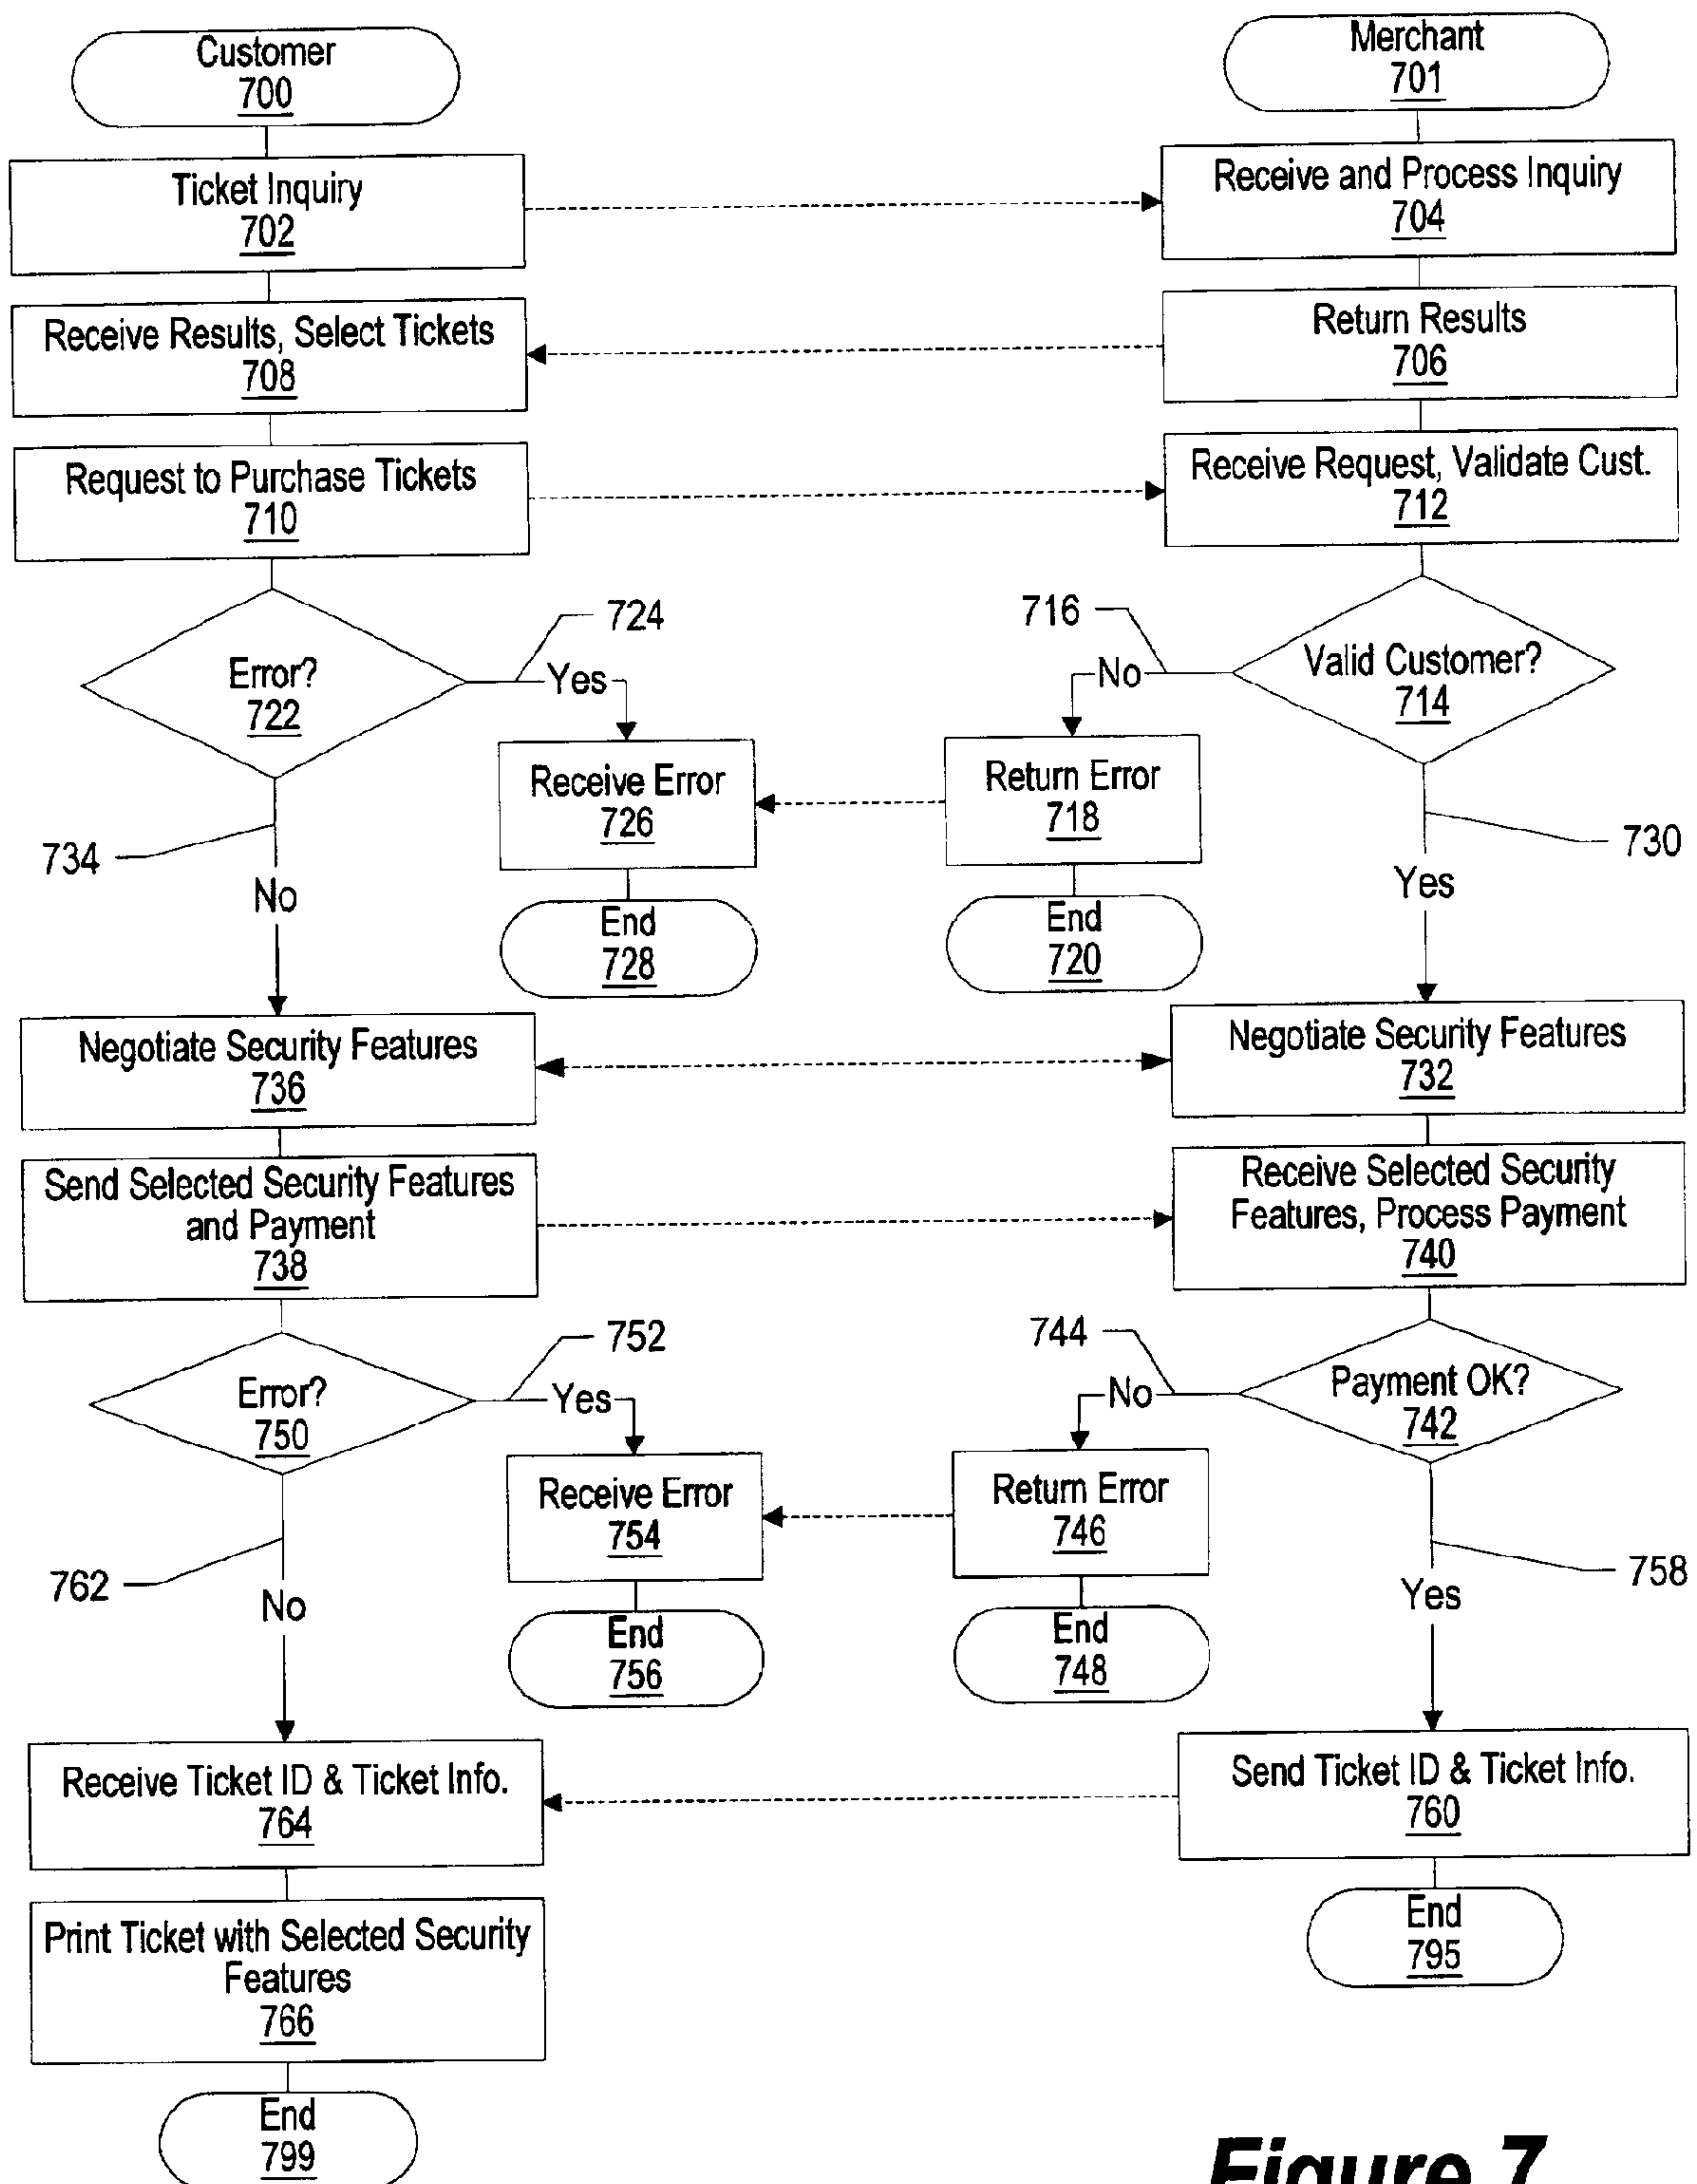 Customer
700
Merchant
701
Ticket Inquiry
702
Receive and Process Inquiry
704
Receive Results, Select Tickets
708
Return Results
706
Request to Purchase Tickets
710
Receive Request, Validate Cust.
712
724
716
Error?
722
Yes
No
Valid Customer?
714
Receive Error
726
Return Error
718
734
730
No
Yes
End
728
End
720
Negotiate Security Features
736
Negotiate Security Features
732
Send Selected Security Features
and Payment
738
Receive Selected Security
Features, Process Payment
740
752
744
Error?
750
Yes
No
Payment OK?
742
Receive Error
754
Return Error
746
762
758
No
Yes
End
756
End
748
Receive Ticket ID & Ticket Info.
764
Send Ticket ID & Ticket Info.
760
Print Ticket with Selected Security
Features
766
End
795
End
799
Figure 7